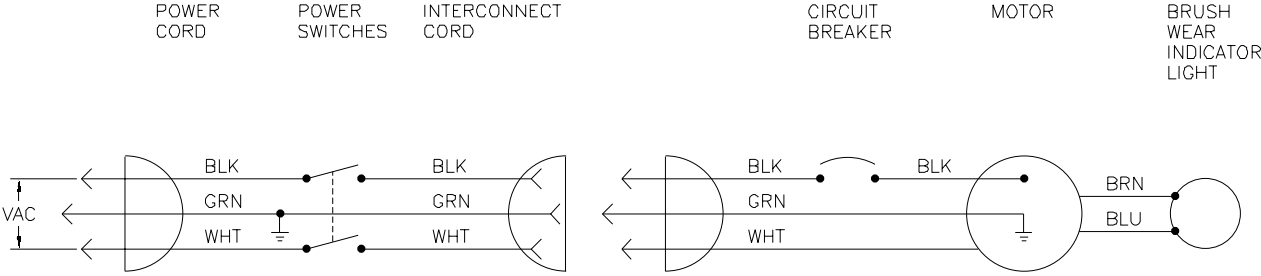 POWER
CORD
POWER
SWITCHES
INTERCONNECT
CORD
CIRCUIT
BREAKER
MOTOR
BRUSH
WEAR
INDICATOR
LIGHT
BLK
BLK
BLK
BLK
BRN
VAC
GRN
GRN
GRN
BLU
WHT
WHT
WHT